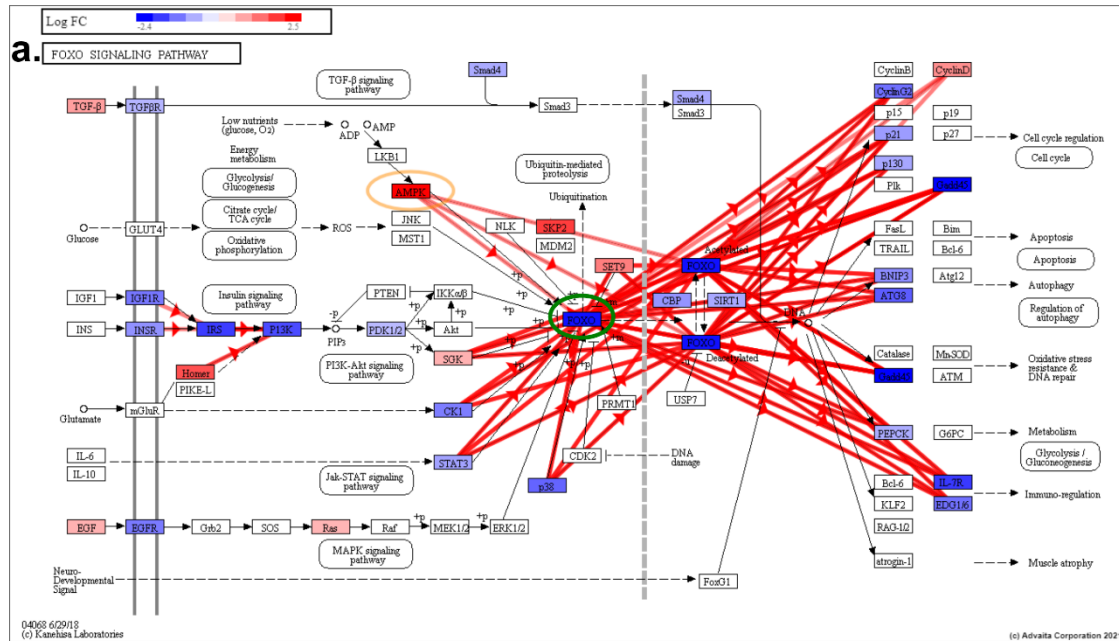 Log FC
-2.4
2.5
a.
FOXO SIGNALING PATHWAY
TGF-β
TGFβR
TGF-β signaling
pathway
Smad4
Smad3
Smad4
Smad3
Low nutrients
(glucose, O2)
ADP
AMP
LKB1
AMPK
Energy
metabolism
Glycolysis/
Glucogenesis
Citrate cycle/
TCA cycle
Oxidative
phosphorylation
Glucose
GLUT4
ROS
JNK
MST1
NLK
Ubiquitin-mediated
proteolysis
Ubiquitination
SKP2
MDM2
SET9
+p
+p
+m
Acetylated
FOXO
CBP
SIRT1
FOXO
Deacetylated
USP7
DNA
IGF1
IGF1R
INS
INSR
IRS
PI3K
Insulin signaling
pathway
-p
PIP3
PTEN
PDK1/2
IKKα/β
+p
+p
Akt
+p
+p
+p
+p
FOXO
+m
SGK
PI3K-Akt signaling
pathway
Homer
PIKE-L
Glutamate
mGluR
CK1
+p
+p
+p
PRMT1
IL-6
IL-10
STAT3
Jak-STAT signaling
pathway
CDK2
DNA
damage
p38
EGF
EGFR
Grb2
SOS
Ras
Raf
+p
MEK1/2
+p
ERK1/2
MAPK signaling
pathway
Neuro-
Developmental
Signal
FoxG1
CyclinB
CyclinD
CyclinG2
p15
p19
p21
p27
p130
Plk
Gadd45
Cell cycle regulation
Cell cycle
FasL
Bim
TRAIL
Bcl-6
Apoptosis
Apoptosis
BNIP3
Atg12
ATG8
Autophagy
Regulation of
autophagy
Catalase
Mn-SOD
Gadd45
ATM
Oxidative stress
resistance &
DNA repair
PEPCK
G6PC
Metabolism
Glycolysis /
Gluconeogenesis
Bcl-6
IL-7R
KLF2
EDG1/6
RAG-1/2
Immuno-regulation
atrogin-1
Muscle atrophy
04068 6/29/18
(c) Kanehisa Laboratories
(c) Advaita Corporation 202